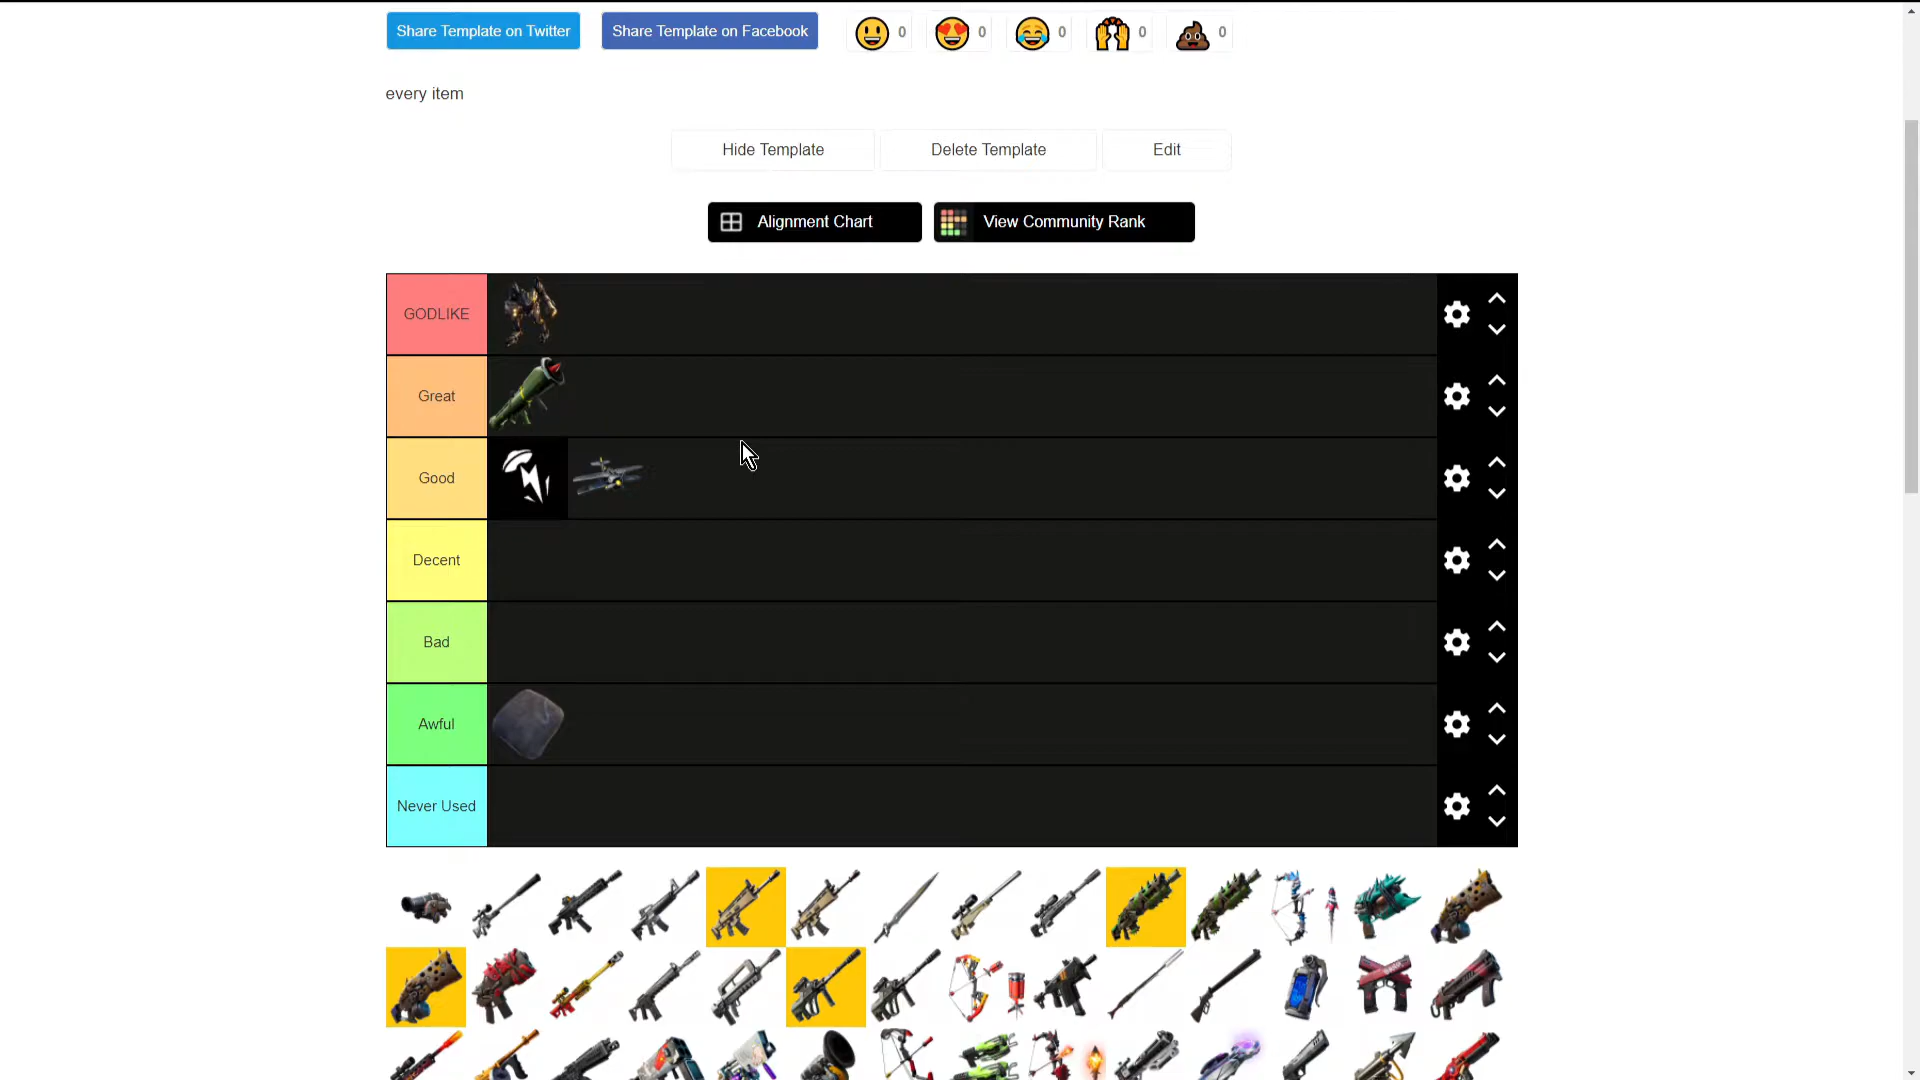 Share Template on Twitter
Share Template on Facebook
0
0
0
0
0
every item
Hide Template
Delete Template
Edit
Alignment Chart
View Community Rank
GODLIKE
Great
Good
Decent
Bad
Awful
Never Used